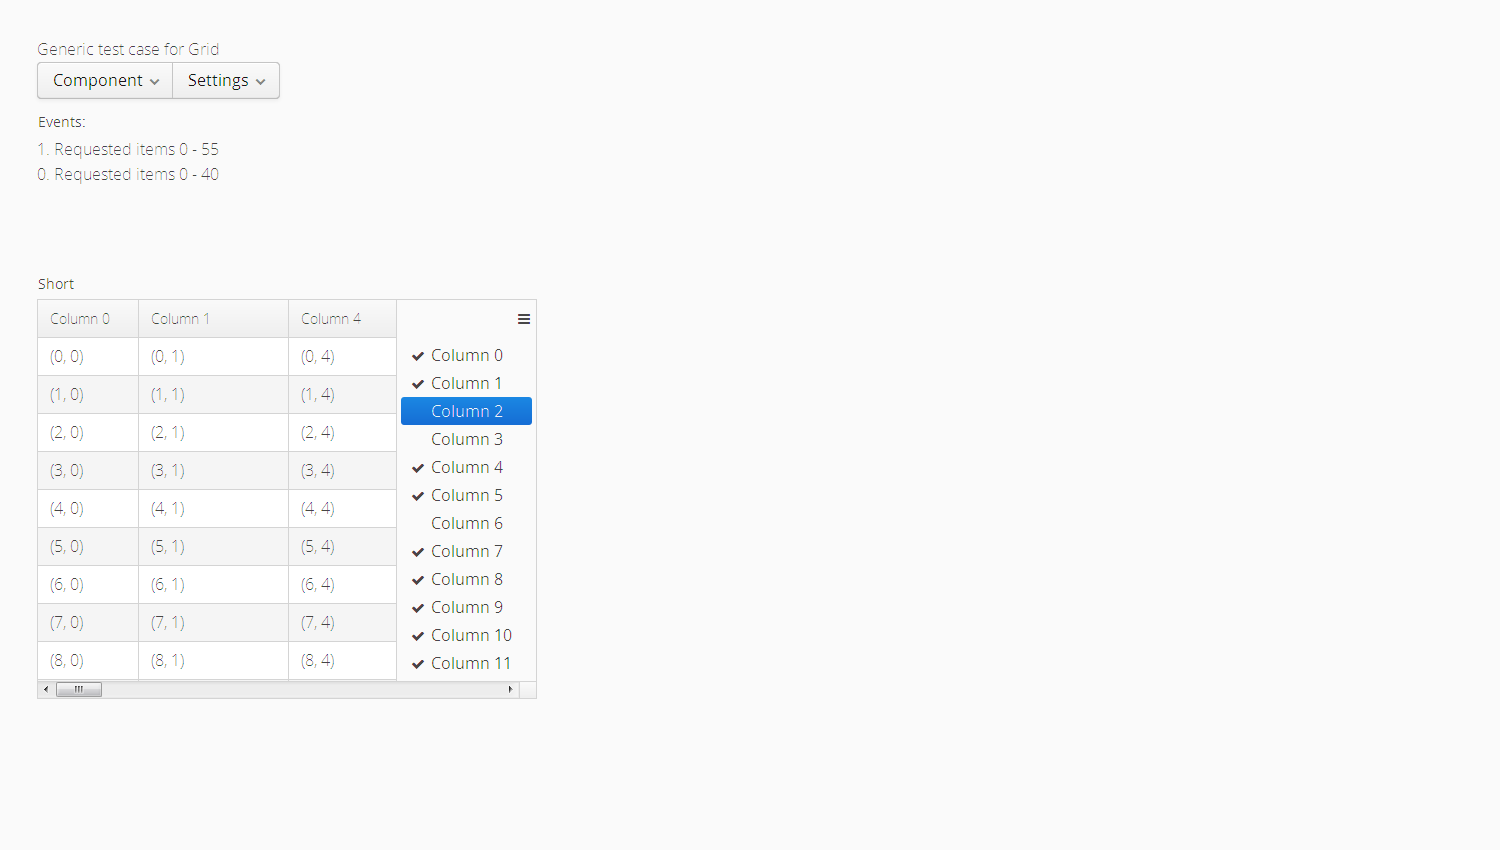 Generic test case for Grid
Component Settings
Events:
1. Requested items 0 - 55
0. Requested items 0 - 40
Short
Column 0 Column 1 Column 4
(0, 0) (0, 1) (0, 4) Column 0
(1, 0) (1, 1) (1, 4) Column 1
Column 2
(2, 0) (2, 1) (2, 4) Column 3
(3, 0) (3, 1) (3, 4) Column 4
(4, 0) (4, 1) (4, 4) Column 5
Column 6
(5, 0) (5, 1) (5, 4) Column 7
(6, 0) (6, 1) (6, 4) Column 8
Column 9
(7, 0) (7, 1) (7, 4) Column 10
(8, 0) (8, 1) (8, 4) Column 11